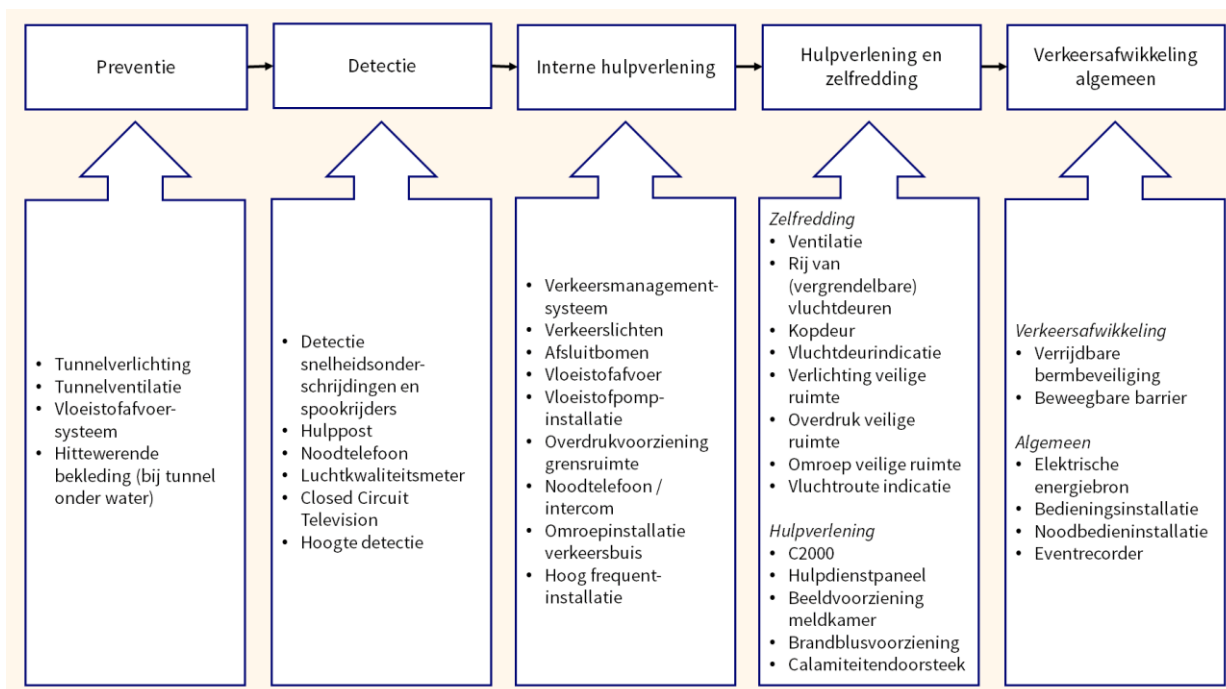 Preventie
Detectie
Interne hulpverlening
Hulpverlening en
zelfredding
Verkeersafwikkeling
algemeen
• Tunnelverlichting
• Tunnelventilatie
• Vloeistofafvoer-
systeem
• Hittewerende
bekleding (bij tunnel
onder water)
• Detectie
snelheidsonder-
schrijdingen en
spookrijders
• Hulppost
• Noodtelefoon
• Luchtkwaliteitsmeter
• Closed Circuit
Television
• Hoogte detectie
• Verkeersmanagement-
systeem
• Verkeerslichten
• Afsluitbomen
• Vloeistofavoer
• Vloeistofpomp-
installatie
• Overdrukvoorziening
grensruimte
• Noodtelefoon /
intercom
• Omroepinstallatie
verkeersbuis
• Hoog frequent-
installatie
Zelfredding
• Ventilatie
• Rij van
(vergrendelbare)
vluchtdeuren
• Kopdeur
• Vluchtdeurindicatie
• Verlichting veilige
ruimte
• Overdruk veilige
ruimte
• Omroep veilige ruimte
• Vluchtroute indicatie
Hulpverlening
• C2000
• Hulpdienstpaneel
• Beeldvoorziening
meldkamer
• Brandblusvoorziening
• Calamiteitendoorsteek
Verkeersafwikkeling
• Verrijdbare
bermbeveiliging
• Beweegbare barrier
Algemeen
• Elektrische
energiebron
• Bedieningsinstallatie
• Noodbedieninstallatie
• Eventrecorder